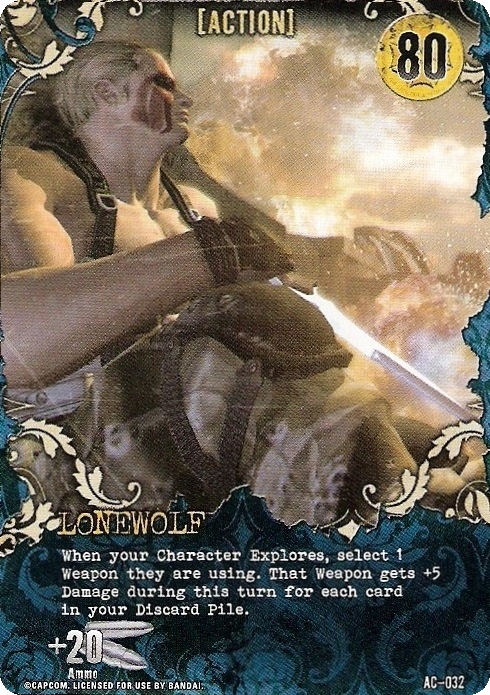 [ACTION]
80
LONEWOLF
When your Character Explores, select 1
Weapon they are using. That Weapon gets +5
Damage during this turn for each card
in your Discard Pile.
+20
Ammo
©CAPCOM. LICENSED FOR USE BY BANDAI.
AC-032